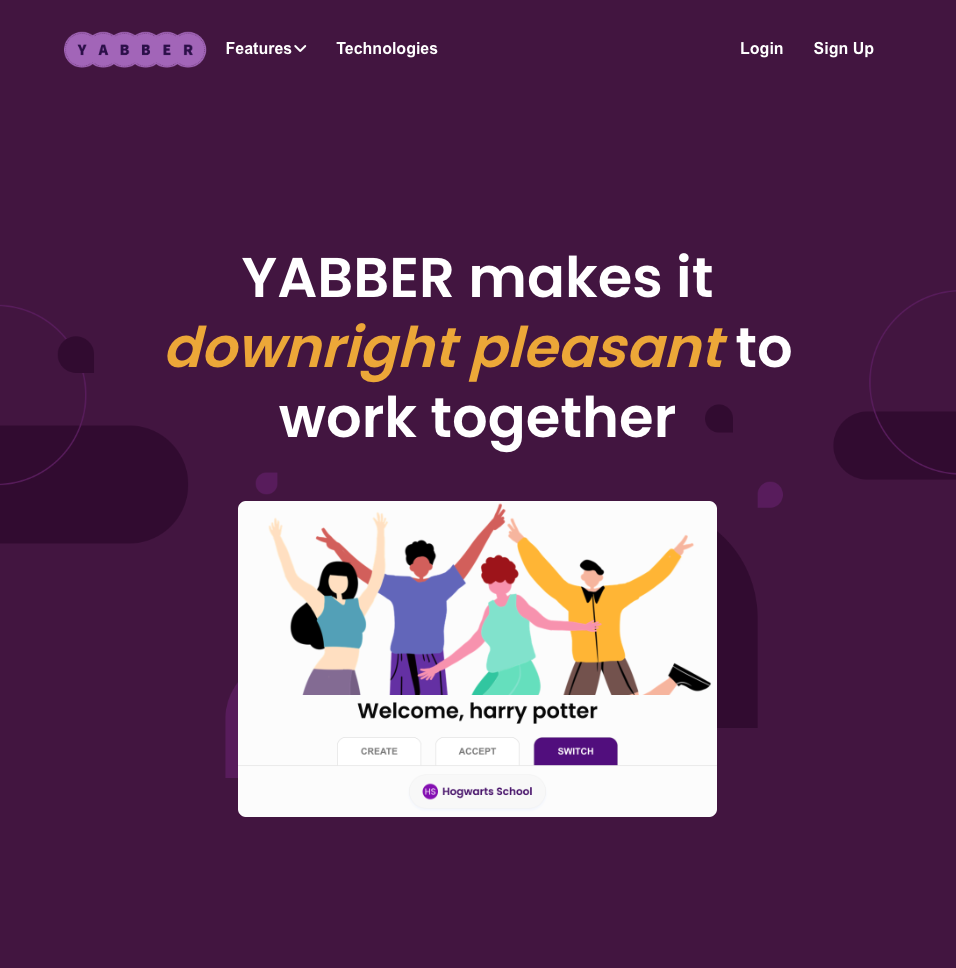 YABBER
Features
Technologies
Login
Sign Up
YABBER makes it
downright pleasant to
work together
Welcome, harry potter
CREATE
ACCEPT
SWITCH
HS
Hogwarts School